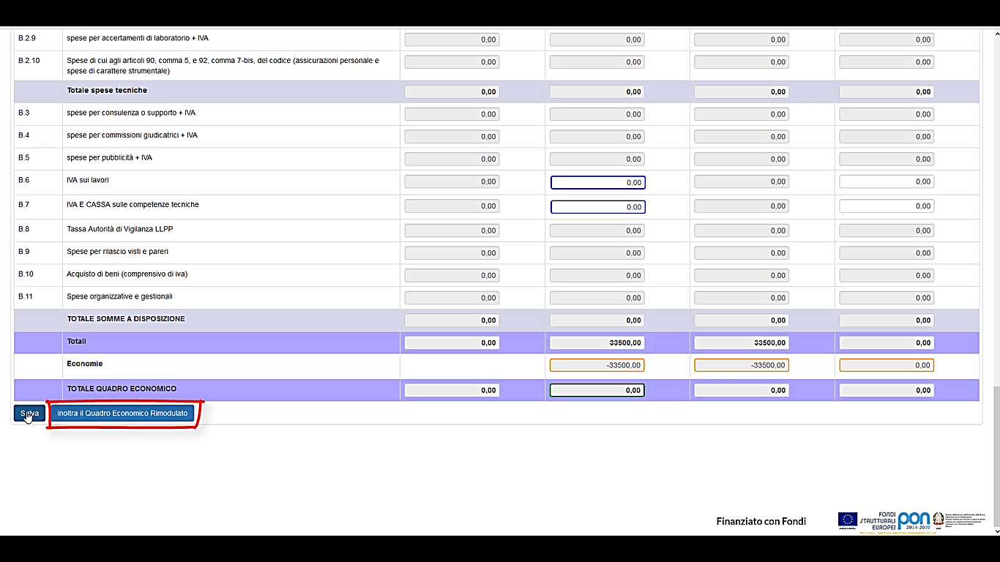 B.2.9 spese per accertamenti di laboratorio + IVA 0,00 0,00 0,00 0,00
B.2.10 Spese di cui agli articoli 90, comma 5, e 92, comma 7-bis, del codice (assicurazioni personale e 0,00 0,00 0,00 0,00
spese di carattere strumentale)
Totale spese tecniche 0,00 0,00 0,00 0,00
B.3 spese per consulenza o supporto + IVA 0,00 0,00 0,00 0,00
B.4 spese per commissioni giudicatrici + IVA 0,00 0,00 0,00 0,00
B.5 spese per pubblicità + IVA 0,00 0,00 0,00 0,00
B.6 IVA sui lavori 0,00 0,00 0,00 0,00
B.7 IVA E CASSA sulle competenze tecniche 0,00 0,00 0,00 0,00
B.8 Tassa Autorità di Vigilanza LLPP 0,00 0,00 0,00 0,00
B.9 Spese per rilascio visti e pareri 0,00 0,00 0,00 0,00
B.10 Acquisto di beni (comprensivo di iva) 0,00 0,00 0,00 0,00
B.11 Spese organizzative e gestionali 0,00 0,00 0,00 0,00
TOTALE SOMME A DISPOSIZIONE 0,00 0,00 0,00 0,00
Totali 0,00 33500,00 33500,00 0,00
Economie -33500,00 -33500,00 0,00
TOTALE QUADRO ECONOMICO 0,00 0,00 0,00 0,00
Salva Inoltra il Quadro Economico Rimodulato
Finanziato con Fondi
FONDI
STRUTTURALI
EUROPEI
pon
2014-2020